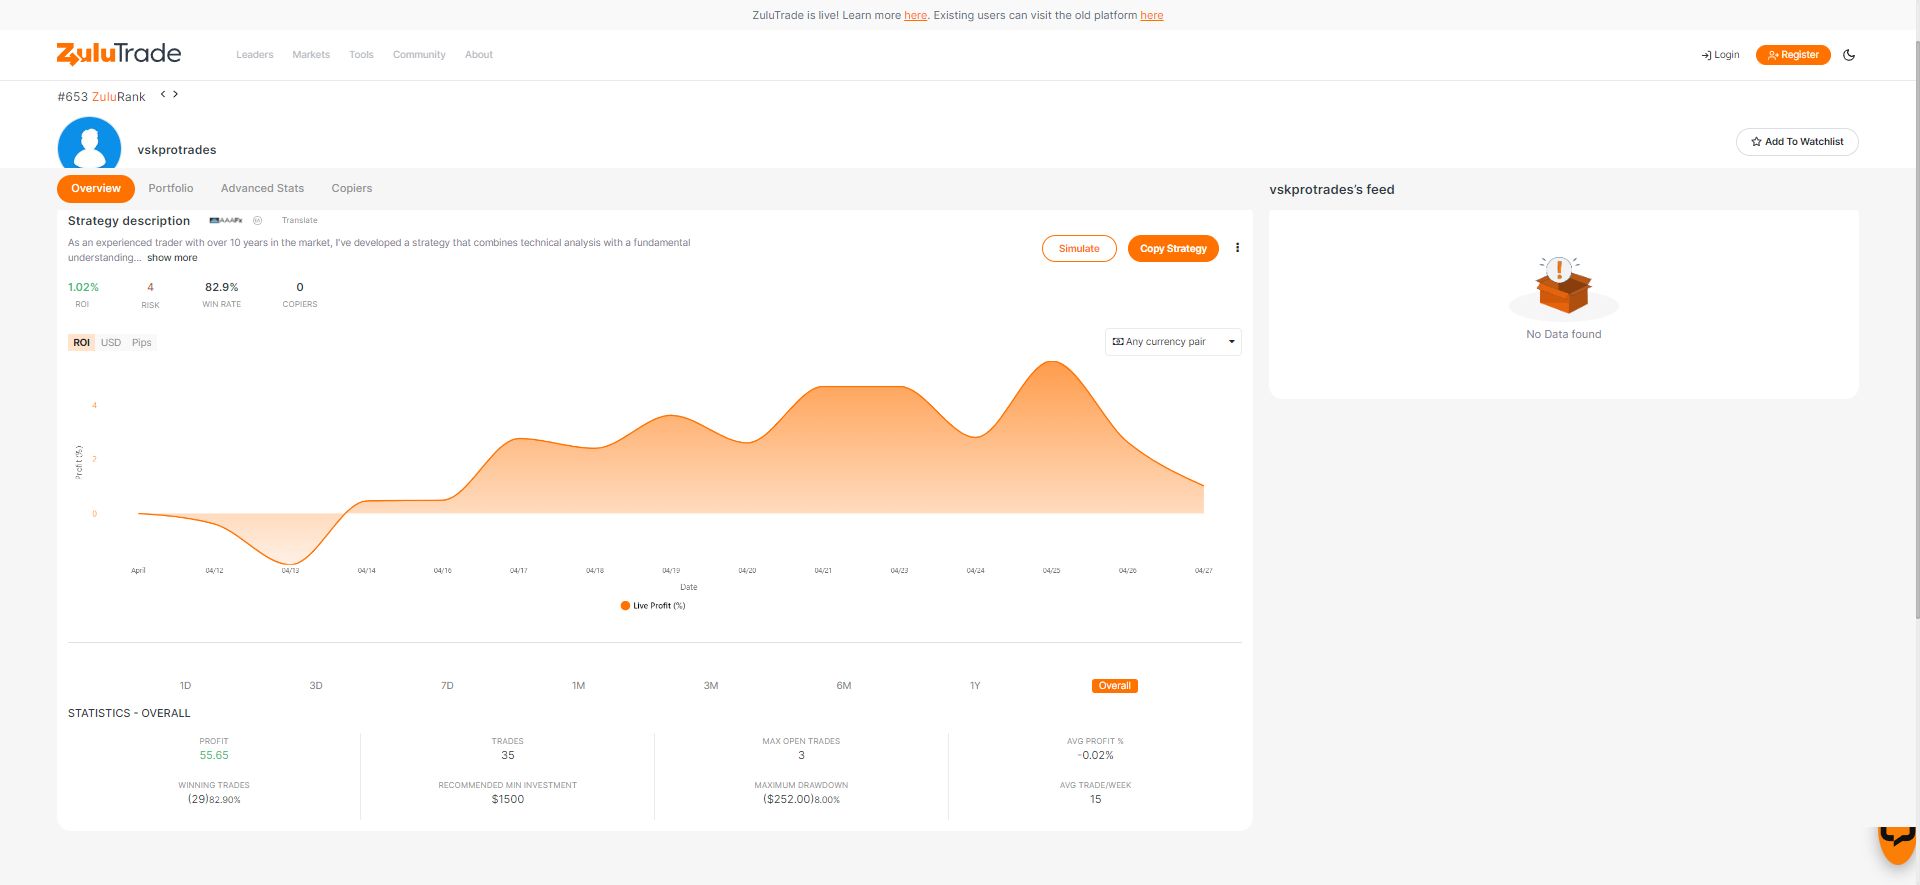 ZuluTrade is live! Learn more here. Existing users can visit the old platform here
ZuluTrade
Leaders Markets Tools Community About
Login
Register
#653 ZuluRank
vskprotrades
Add To Watchlist
Overview Portfolio Advanced Stats Copiers
vskprotrades's feed
Strategy description AAAFx Translate
As an experienced trader with over 10 years in the market, I've developed a strategy that combines technical analysis with a fundamental
understanding... show more
Simulate
Copy Strategy
1.02% 4 82.9% 0
ROI RISK WIN RATE COPIERS
No Data found
ROI USD Pips
Any currency pair
4
2
0
Profit (%)
April 04/12 04/13 04/14 04/16 04/17 04/18 04/19 04/20 04/21 04/23 04/24 04/25 04/26 04/27
Date
Live Profit (%)
1D 3D 7D 1M 3M 6M 1Y Overall
STATISTICS - OVERALL
PROFIT TRADES MAX OPEN TRADES AVG PROFIT %
55.65 35 3 -0.02%
WINNING TRADES RECOMMENDED MIN INVESTMENT MAXIMUM DRAWDOWN AVG TRADE/WEEK
(29)82.90% $1500 ($252.00)8.00% 15